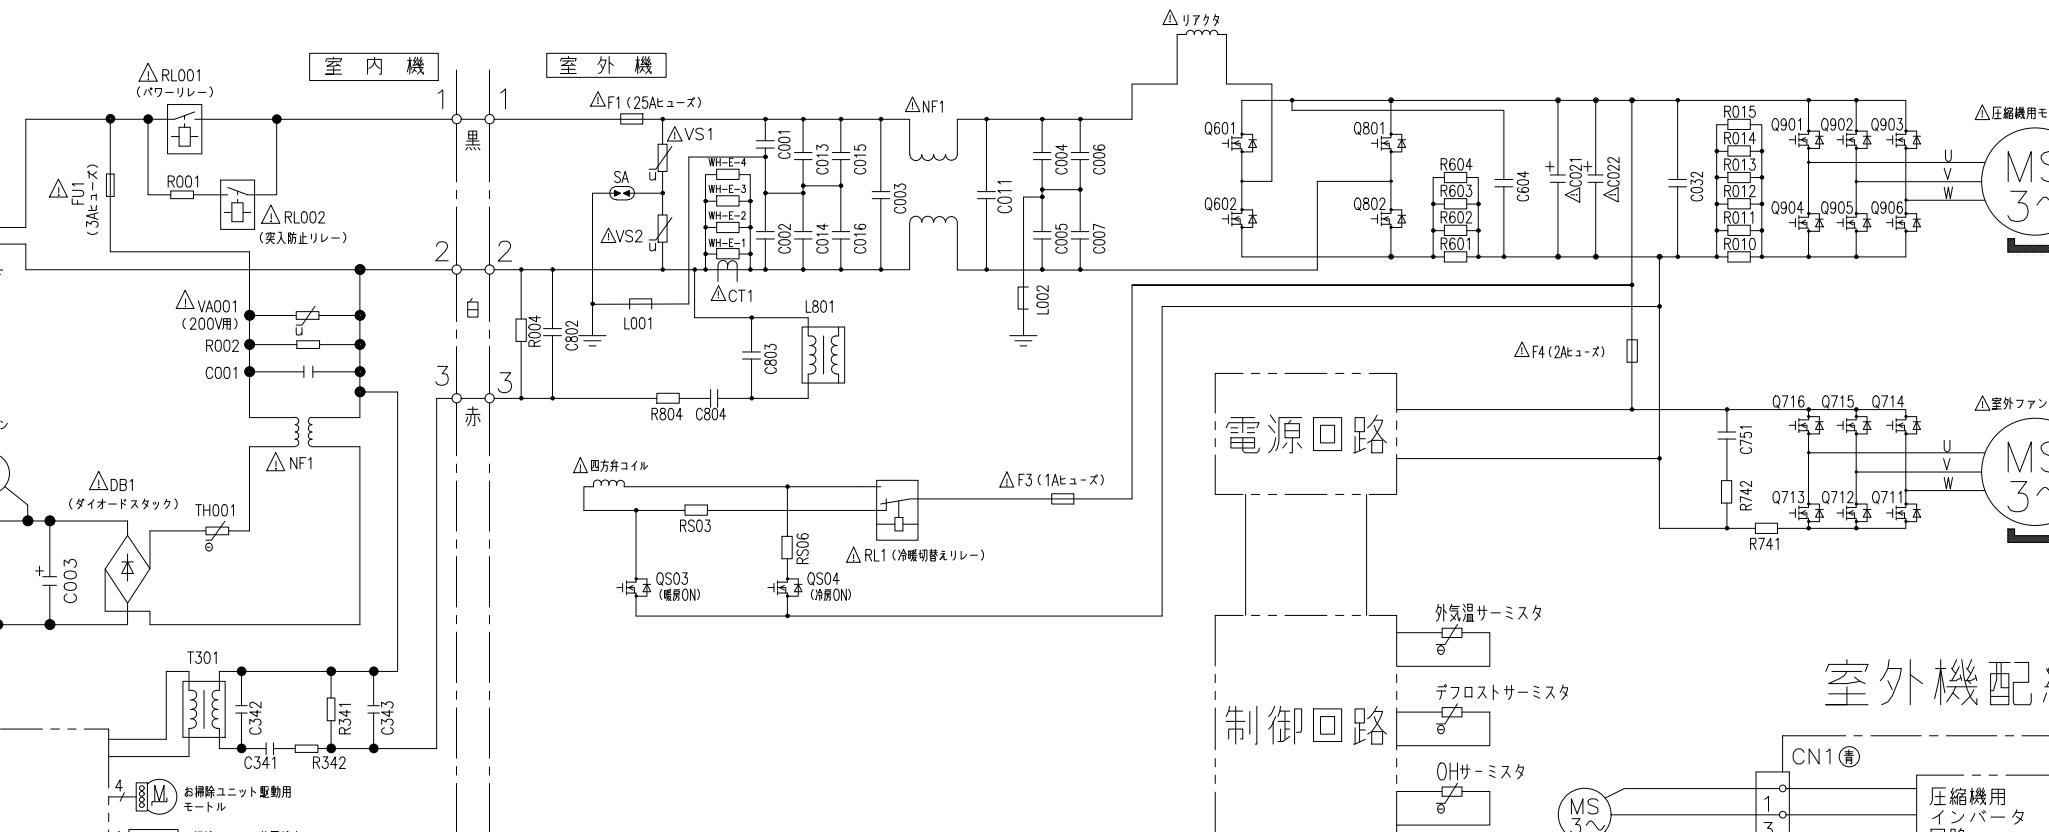 リアクタ
室内機
室外機
RL001
(パワーリレー)
1
1
F1(25Aヒューズ)
NF1
黒
VS1
WH-E-4
WH-E-3
WH-E-2
WH-E-1
C001
C013
C015
C003
C011
C004
C006
Q601
Q801
R604
R603
R602
R601
C604
C021
C022
C032
R015
R014
R013
R012
R011
R010
Q901
Q902
Q903
圧縮機用モ
U
V
W
MS
3～
FU1
(3Aヒューズ)
R001
RL002
(突入防止リレー)
SA
VS2
C002
C014
C016
C005
C007
Q602
Q802
Q904
Q905
Q906
2
2
白
CT1
L001
L002
R004
C802
L801
C803
VA001
(200V用)
R002
C001
3
3
赤
R804
C804
F4(2Aヒューズ)
電源回路
Q716
Q715
Q714
室外ファン
C751
R742
U
V
W
MS
3～
Q713
Q712
Q711
R741
NF1
DB1
(ダイオードスタック)
TH001
C003
四方弁コイル
RS03
RS06
F3(1Aヒューズ)
RL1(冷暖切替えリレー)
QS03
(暖房ON)
QS04
(冷房ON)
外気温サーミスタ
デフロストサーミスタ
OHサーミスタ
制御回路
室外機配
T301
C342
R341
C343
C341
R342
4
M
お掃除ユニット駆動用
モートル
CN1 青
MS
3～
1
3
圧縮機用
インバータ